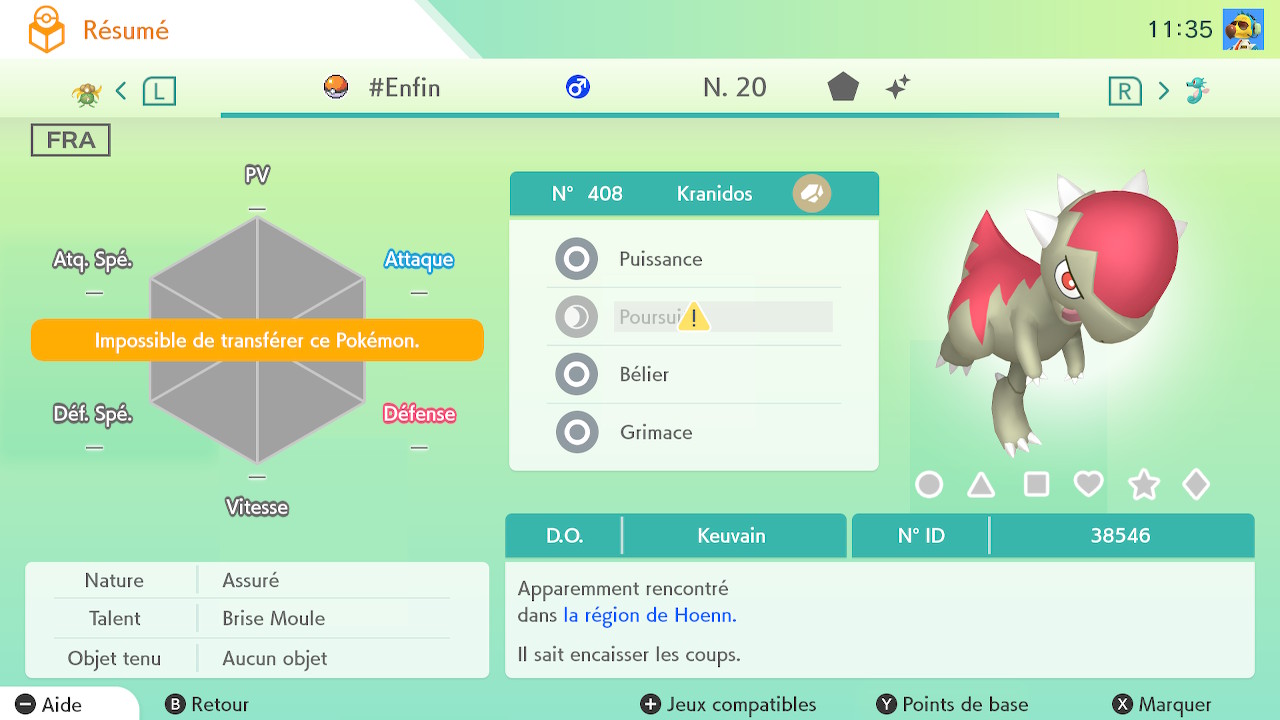 Résumé
11:35
L
#Enfin
N. 20
R
FRA
PV
—
Atq. Spé.
—
Attaque
—
Impossible de transférer ce Pokémon.
Déf. Spé.
—
Défense
—
—
Vitesse
N° 408 Kranidos
Puissance
Poursui
!
Bélier
Grimace
D.O. Keuvain
N° ID 38546
Nature Assuré
Talent Brise Moule
Objet tenu Aucun objet
Apparemment rencontré
dans la région de Hoenn.
Il sait encaisser les coups.
Aide
B Retour
Jeux compatibles
Y Points de base
X Marquer